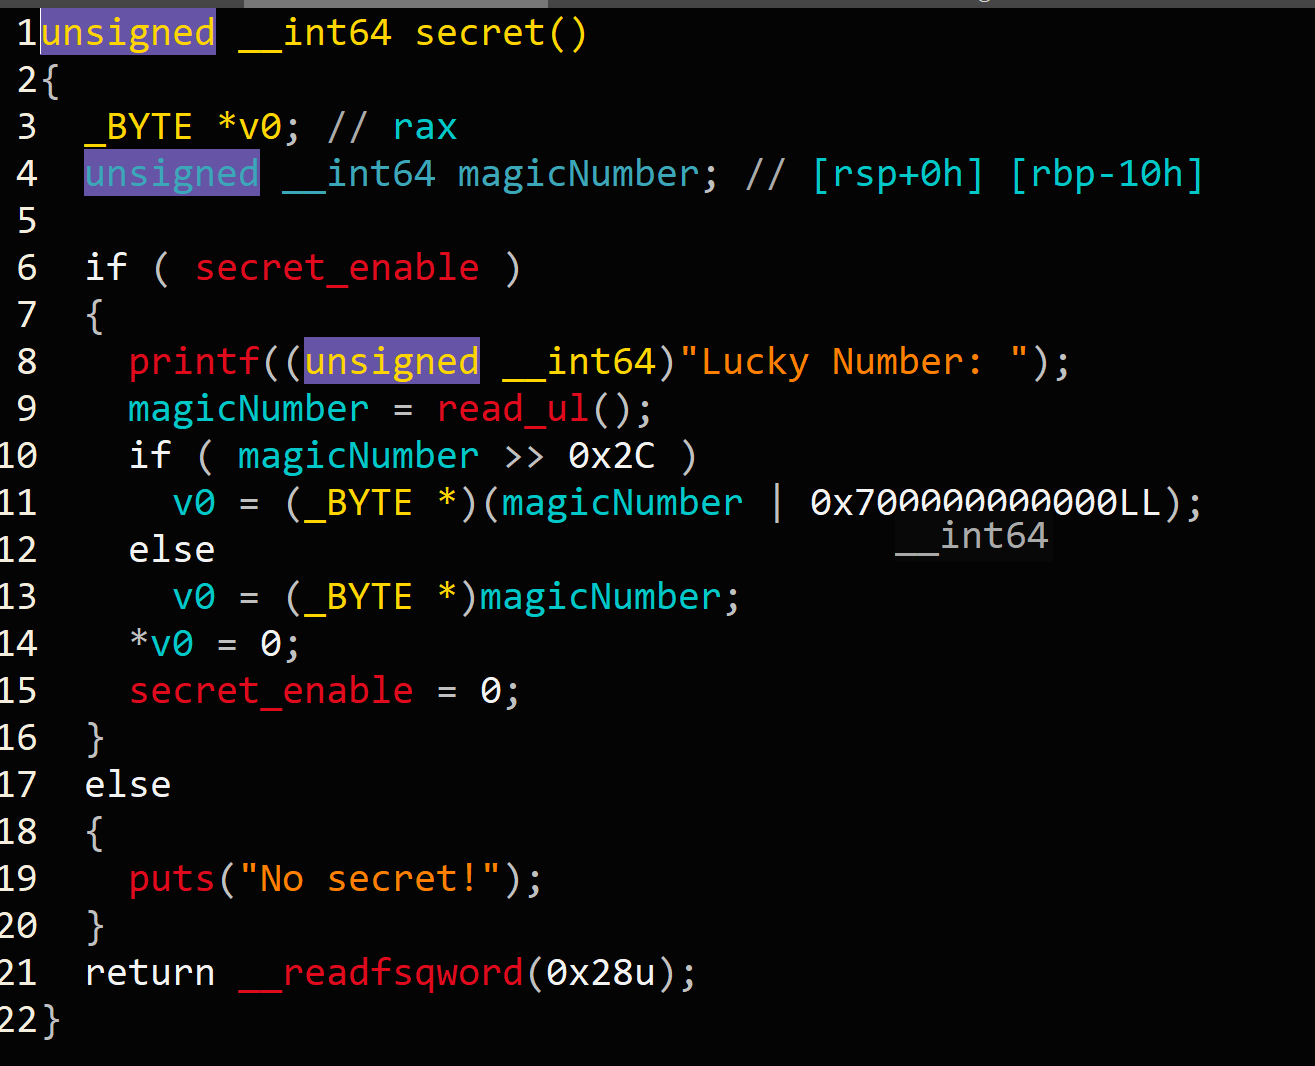 1 unsigned __int64 secret()
2 {
3   _BYTE *v0; // rax
4   unsigned __int64 magicNumber; // [rsp+0h] [rbp-10h]
5
6   if ( secret_enable )
7   {
8     printf((unsigned __int64)"Lucky Number: ");
9     magicNumber = read_ul();
10    if ( magicNumber >> 0x2C )
11      v0 = (_BYTE *)(magicNumber | 0x700000000000LL);
__int64
12    else
13      v0 = (_BYTE *)magicNumber;
14    *v0 = 0;
15    secret_enable = 0;
16  }
17  else
18  {
19    puts("No secret!");
20  }
21  return __readfsqword(0x28u);
22 }